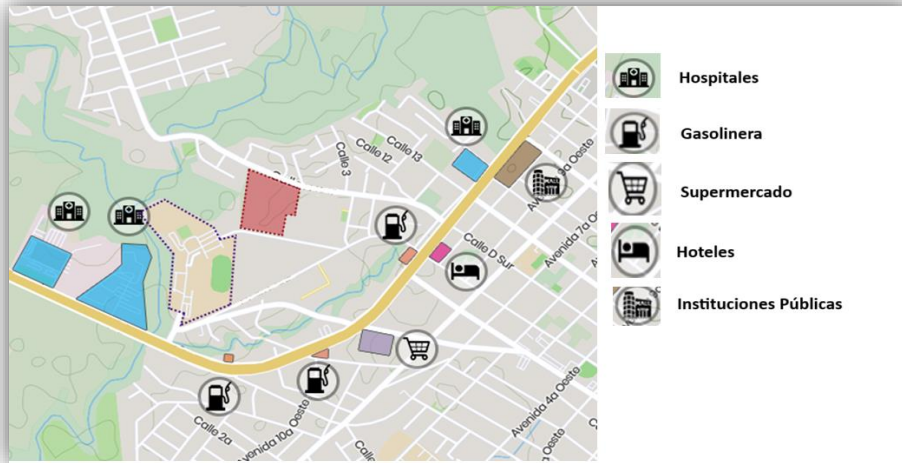 Calle 12
Calle 13
Calle 3
Avenida 7a O
Calle D Sur
Avenida 4a Oeste
Avenida 10a Oeste
Calle 2a
Calle
Hospitales
Gasolinera
Supermercado
Hoteles
Instituciones Públicas